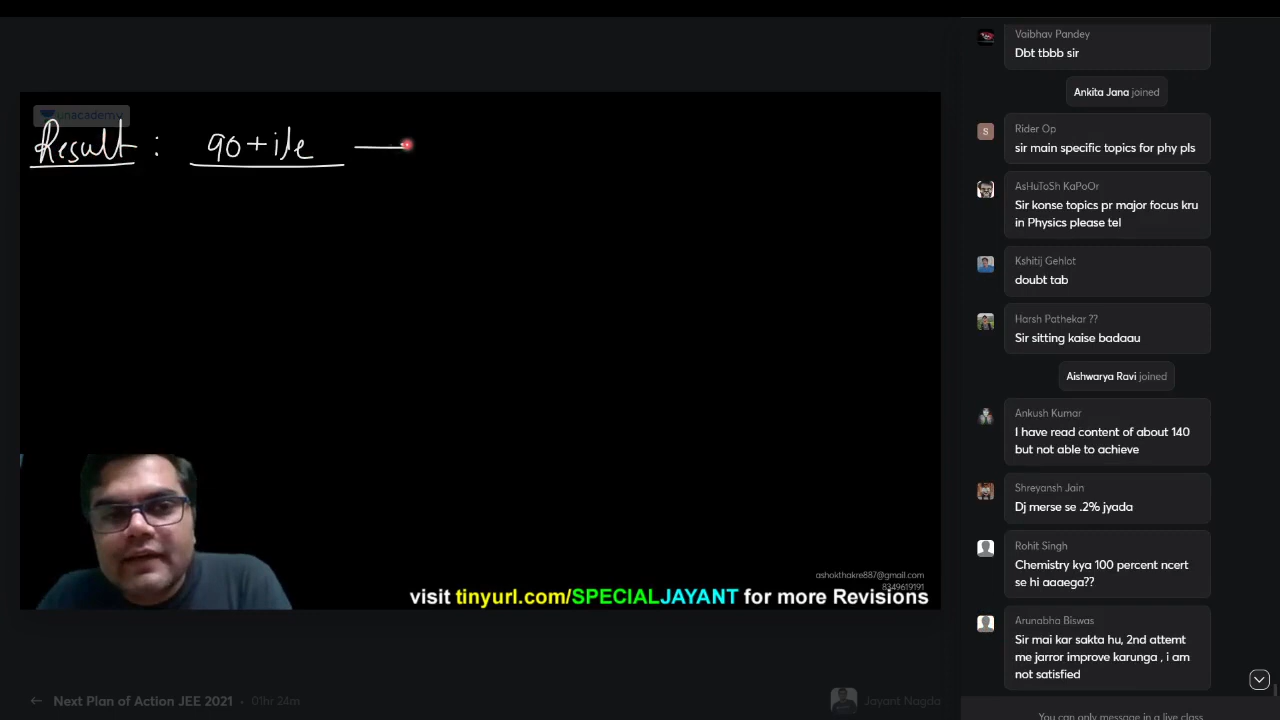 unacademy
Result : 90+ile —
ashokthakre887@gmail.com
8349619191
visit tinyurl.com/SPECIALJAYANT for more Revisions
← Next Plan of Action JEE 2021 • 01hr 24m
Jayant Nagda
Vaibhav Pandey
Dbt tbbb sir
Ankita Jana joined
S
Rider Op
sir main specific topics for phy pls
AsHuToSh KaPoOr
Sir konse topics pr major focus kru
in Physics please tel
Kshitij Gehlot
doubt tab
Harsh Pathekar ??
Sir sitting kaise badaau
Aishwarya Ravi joined
Ankush Kumar
I have read content of about 140
but not able to achieve
Shreyansh Jain
Dj merse se .2% jyada
Rohit Singh
Chemistry kya 100 percent ncert
se hi aaaega??
Arunabha Biswas
Sir mai kar sakta hu, 2nd attemt
me jarror improve karunga , i am
not satisfied
You can only message in a live class